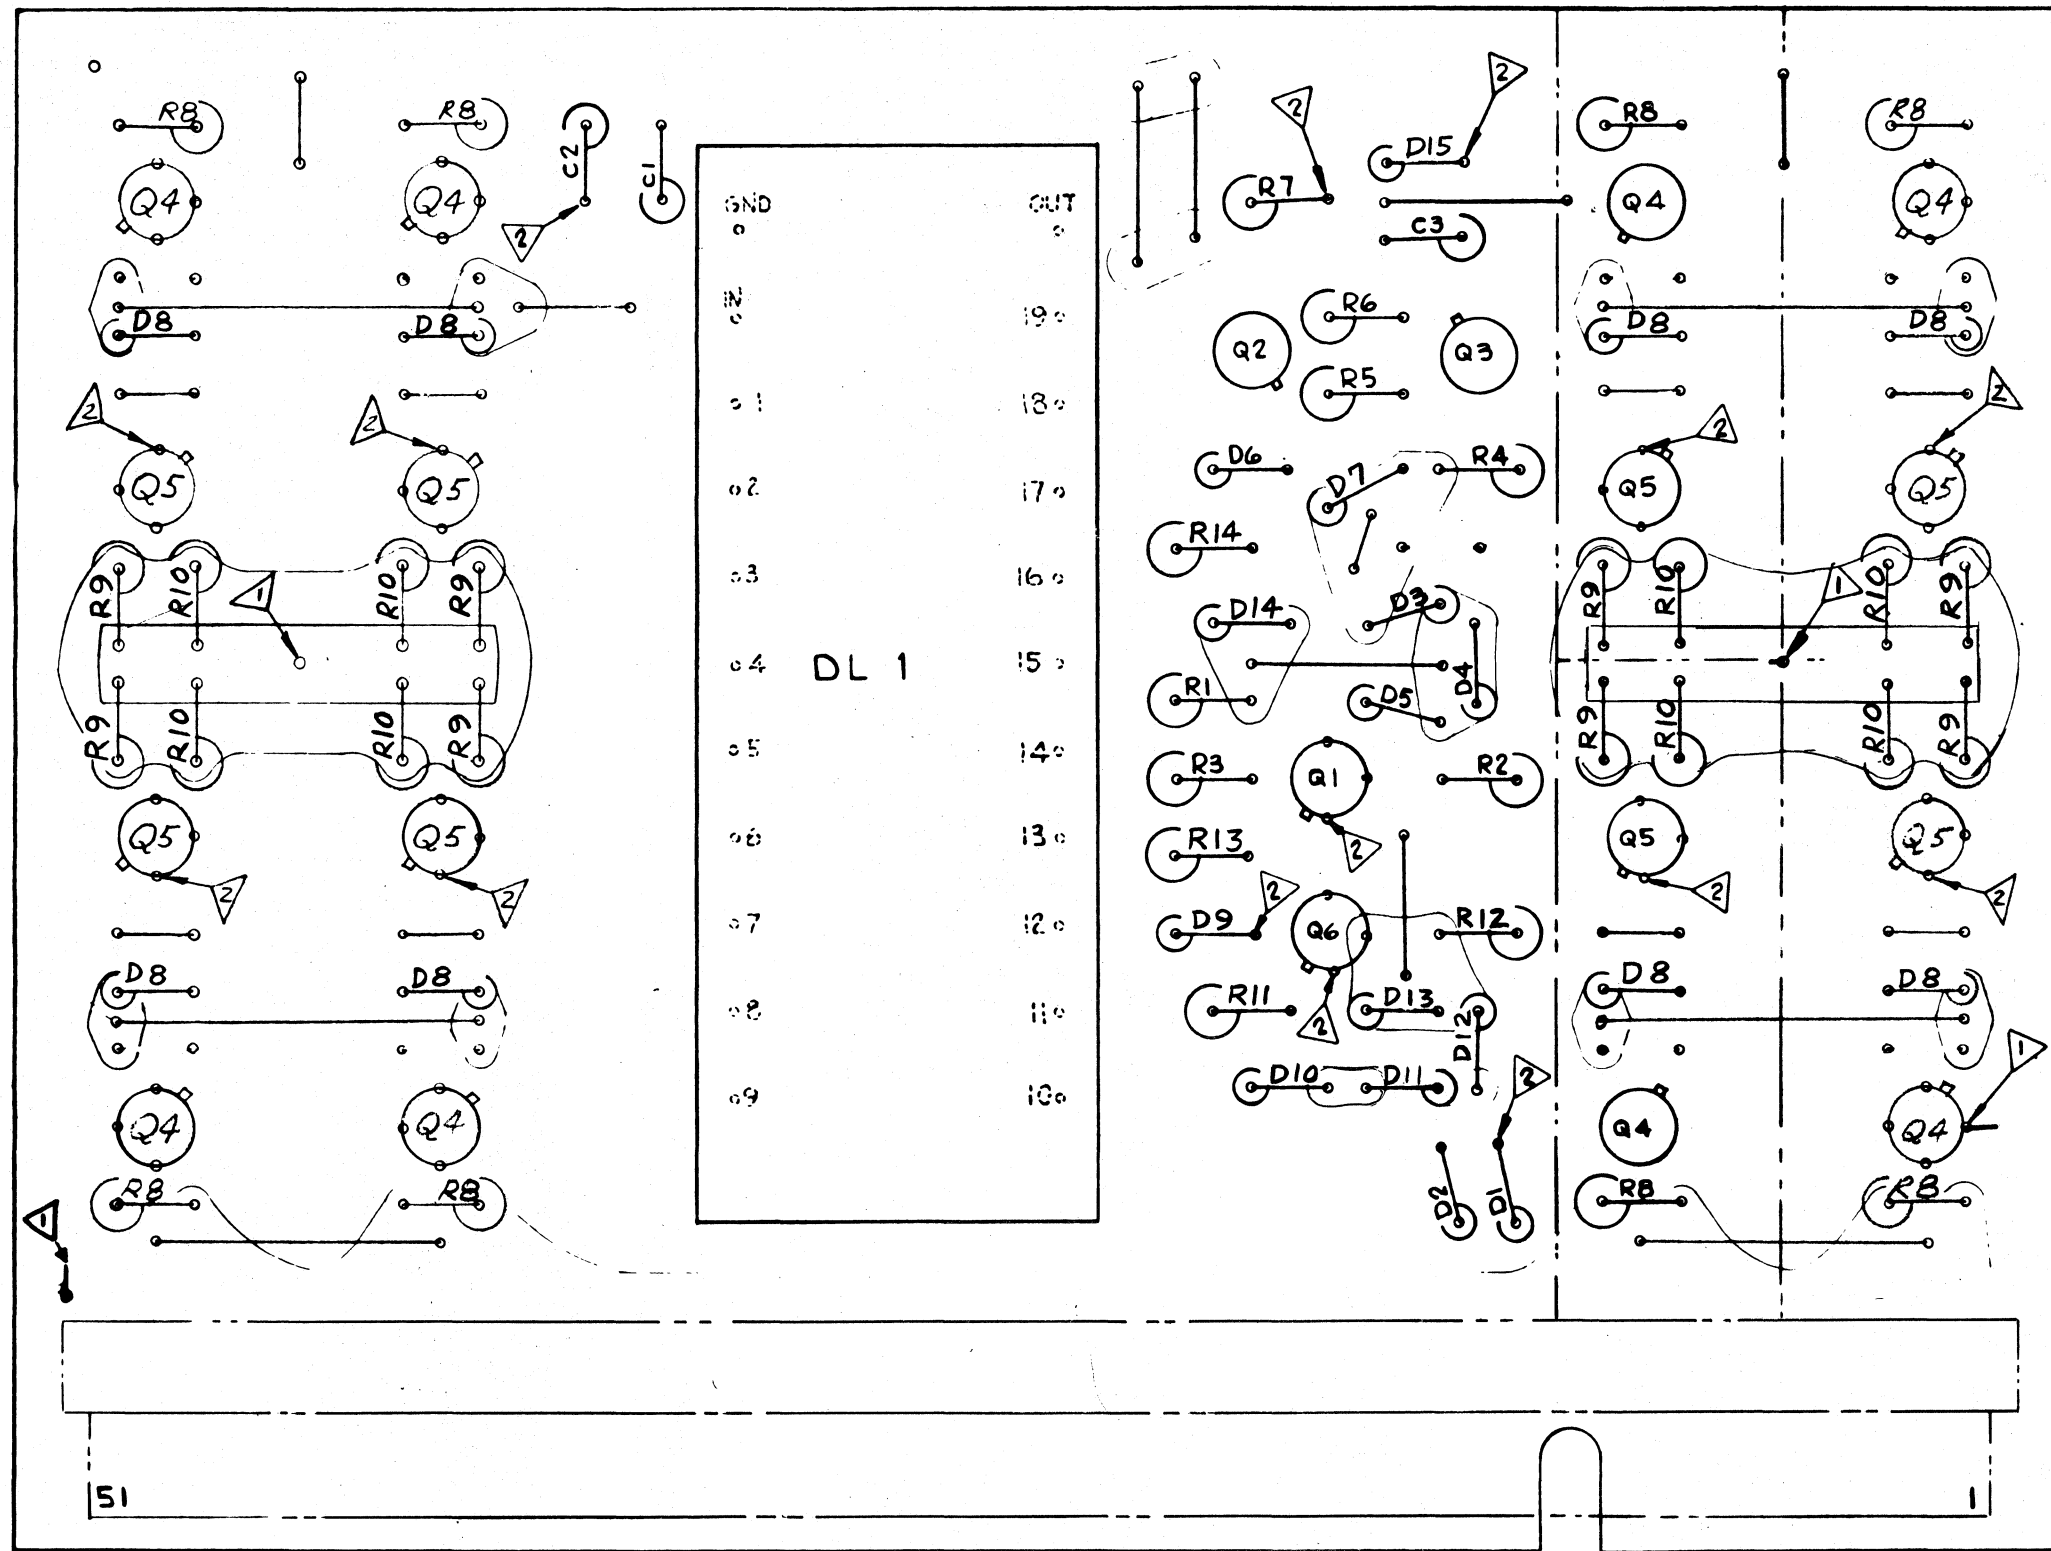 R8 R8 R8 R8
2 2
D15
C2 C1 R7
Q4 Q4 GND OUT Q4 Q4
2 C3
IN 19 R6
D8 D8 D8 D8
Q2 Q3
R5
2 2 1 18 2 2
D6 R4
Q5 Q5 2 17 D7 Q5 Q5
R14
R9 R10 R10 R9 3 16 R9 R10 R10 R9
1 D14 D3 1
4 DL 1 15
R1 D5 D4
R9 R10 R10 R9 5 14 R9 R10 R10 R9
R3 Q1 R2
Q5 Q5 6 13 Q5 Q5
R13 2
2 2 2 2 2
7 12 D9 Q6 R12
D8 D8 D8 D8
8 11 R11 D13 D12
2
1
9 10 D10 D11 2
Q4 Q4 Q4 Q4
R8 R8 D2 D1 R8 R8
1
51 1